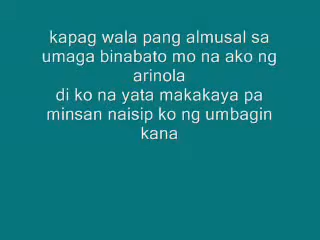 kapag wala pang almusal sa
umaga binabato mo na ako ng
arinola
di ko na yata makakaya pa
minsan naisip ko ng umbagin
kana